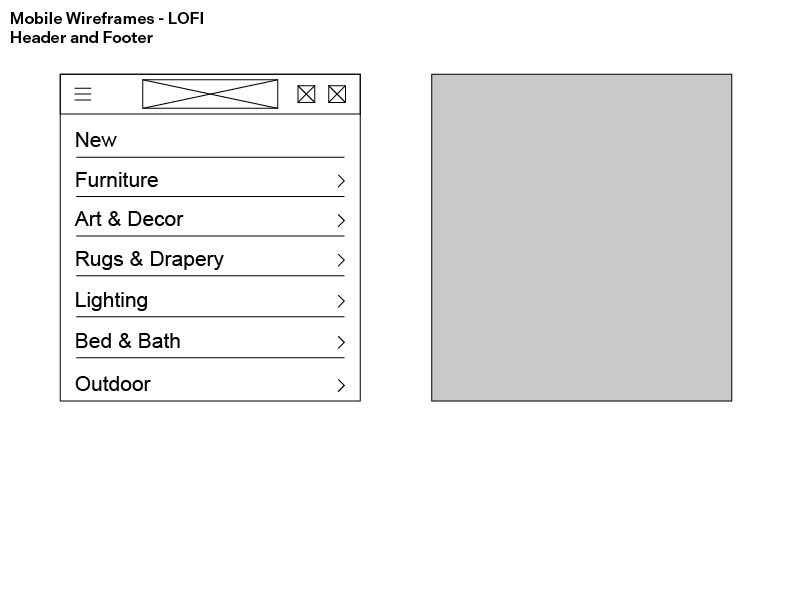 Mobile Wireframes - LOFI
Header and Footer
New
Furniture
Art & Decor
Rugs & Drapery
Lighting
Bed & Bath
Outdoor